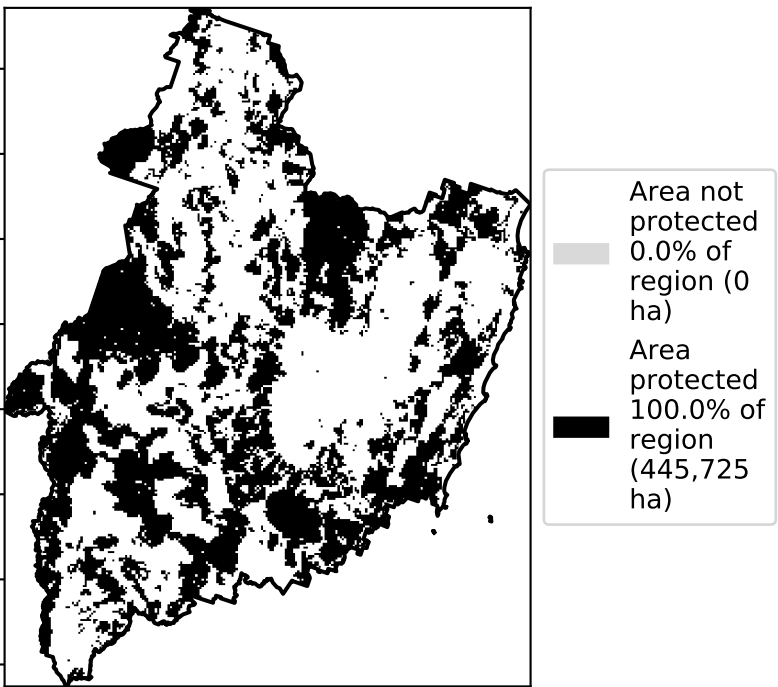 Area not
protected
0.0% of
region (0
ha)
Area
protected
100.0% of
region
(445,725
ha)